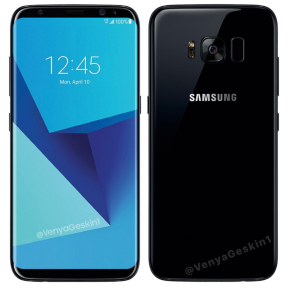 12:45
Mon, April 10
SAMSUNG
@VenyaGeskin1
@VenyaGeskin1